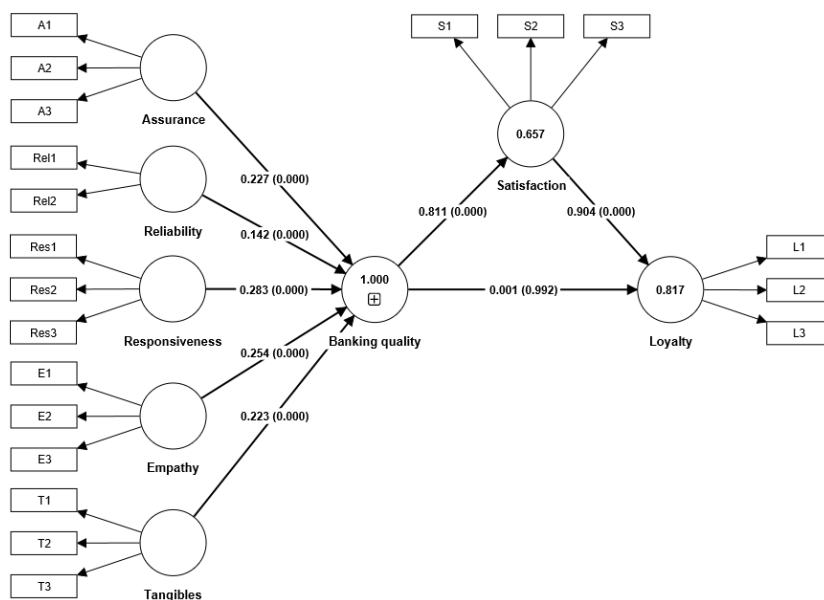 A1
A2
A3
Assurance
Rel1
Rel2
Reliability
Res1
Res2
Res3
Responsiveness
E1
E2
E3
Empathy
T1
T2
T3
Tangibles
0.227 (0.000)
0.142 (0.000)
0.283 (0.000)
0.254 (0.000)
0.223 (0.000)
1.000
Banking quality
0.811 (0.000)
0.001 (0.992)
S1
S2
S3
0.657
Satisfaction
0.904 (0.000)
0.817
Loyalty
L1
L2
L3